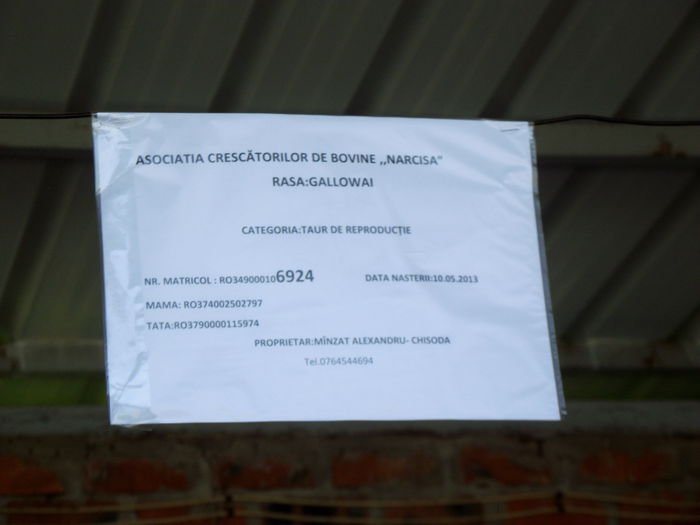 ASOCIATIA CRESCĂTORILOR DE BOVINE ,,NARCISA"
RASA:GALLOWAI
CATEGORIA:TAUR DE REPRODUCȚIE
NR. MATRICOL : RO349000106924 DATA NASTERII:10.05.2013
MAMA: RO374002502797
TATA:RO3790000115974
PROPRIETAR:MÎNZAT ALEXANDRU- CHISODA
Tel.0764544694